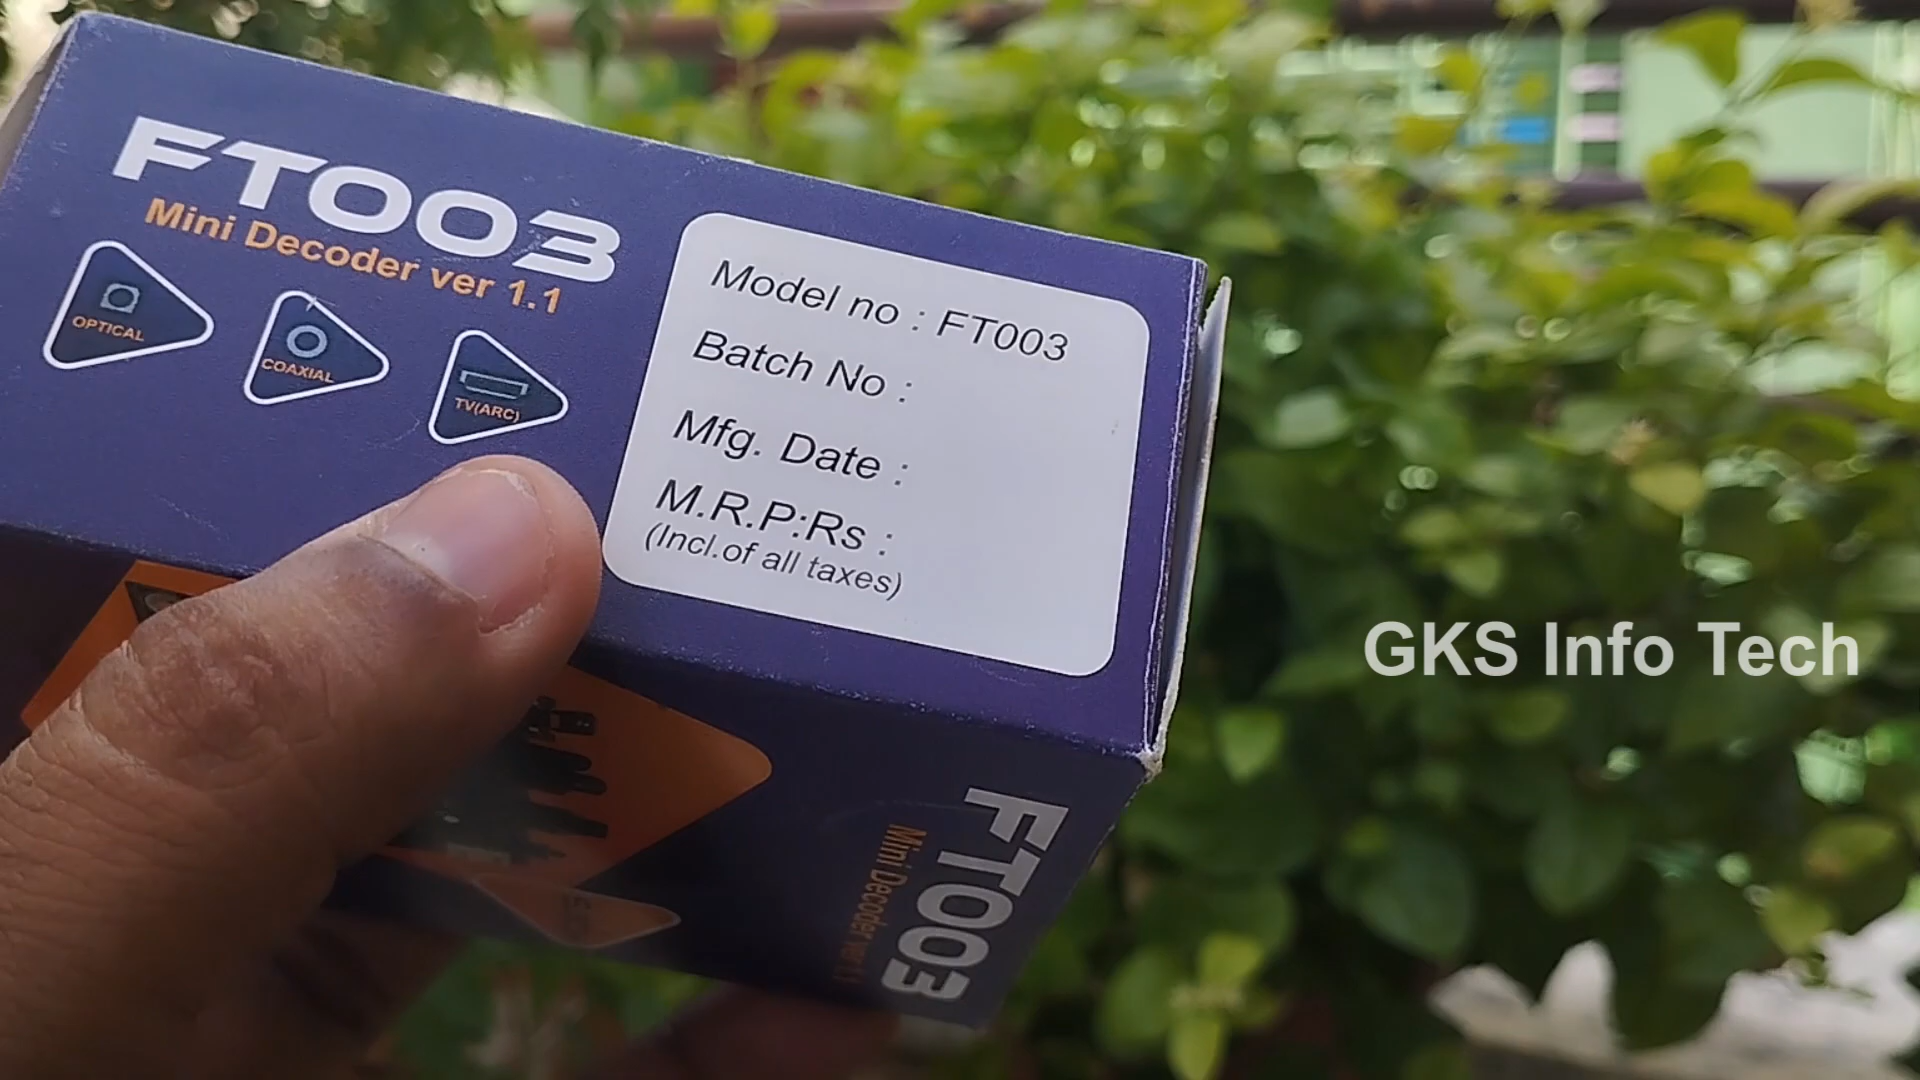 FT003
Mini Decoder ver 1.1
OPTICAL
COAXIAL
TV(ARC)
Model no : FT003
Batch No :
Mfg. Date :
M.R.P:Rs :
(Incl.of all taxes)
FT003
Mini Decoder ver 1.1
GKS Info Tech